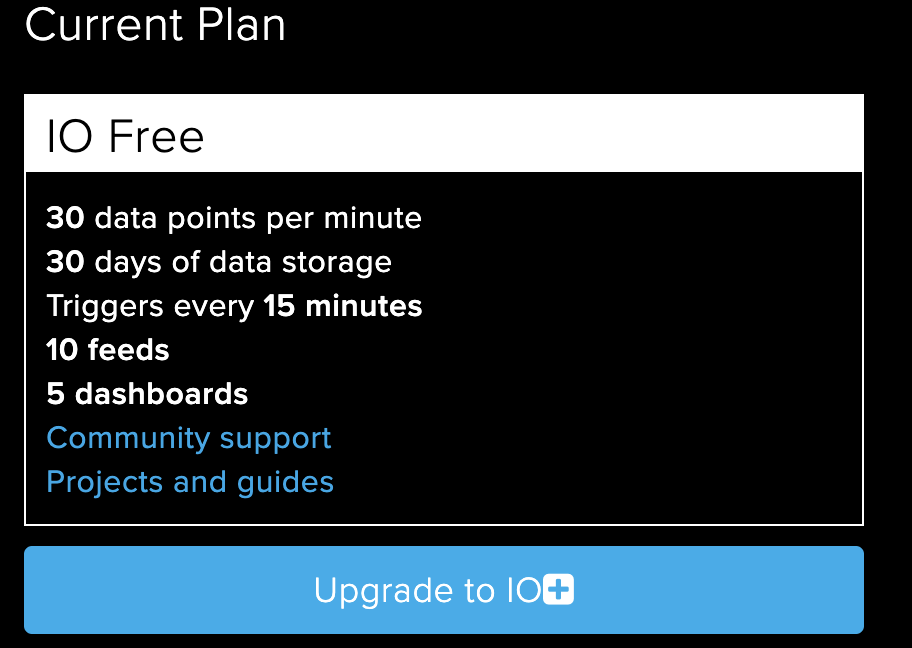 Current Plan
IO Free
30 data points per minute
30 days of data storage
Triggers every 15 minutes
10 feeds
5 dashboards
Community support
Projects and guides
Upgrade to IO+